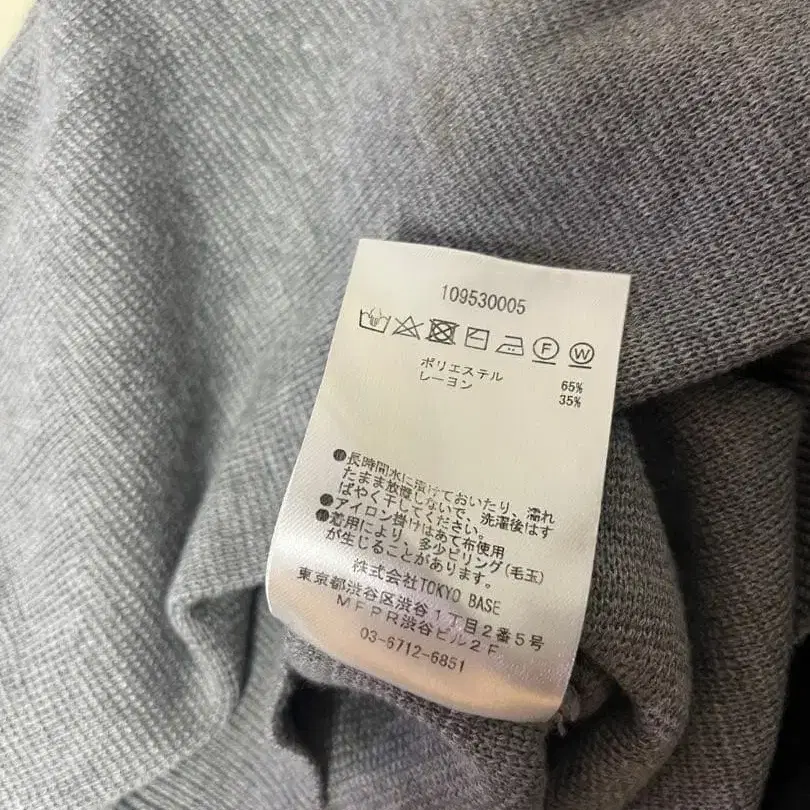 109530005
F W
ポリエステル 65%
レーヨン 35%
●長時間水に漬けておいたり、濡れ
たまま放置しないで、洗濯後はす
ばやく干してください。
●アイロン掛けはあて布使用
●着用により、多少ピリング(毛玉)
が生じることがあります。
株式会社TOKYO BASE
東京都渋谷区渋谷1丁目2番5号
MFPR渋谷ビル2F
03-6712-6851